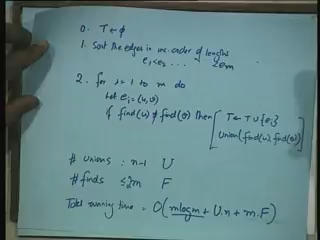 0. T ← φ
1. Sort the edges in inc. order of lengths
e₁ < e₂ ... < em
2. for i = 1 to m do
let ei = (u,v)
if find(u) ≠ find(v) then [ T ← T ∪ {ei}
Union(find(u), find(v)) ]
# unions : n-1 U
# finds ≤ 2m F
Total running time = O(m log m + U.n + m.F)